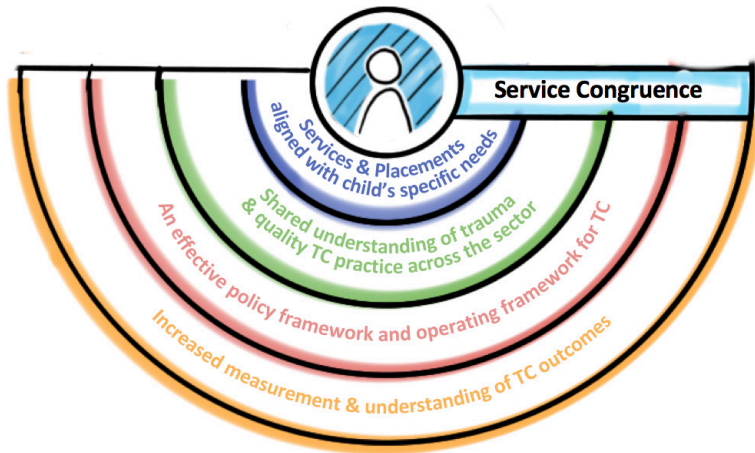 Service Congruence
Services & Placements
aligned with child's specific needs
Shared understanding of trauma
& quality TC practice across the sector
An effective policy framework and operating framework for TC
Increased measurement & understanding of TC outcomes